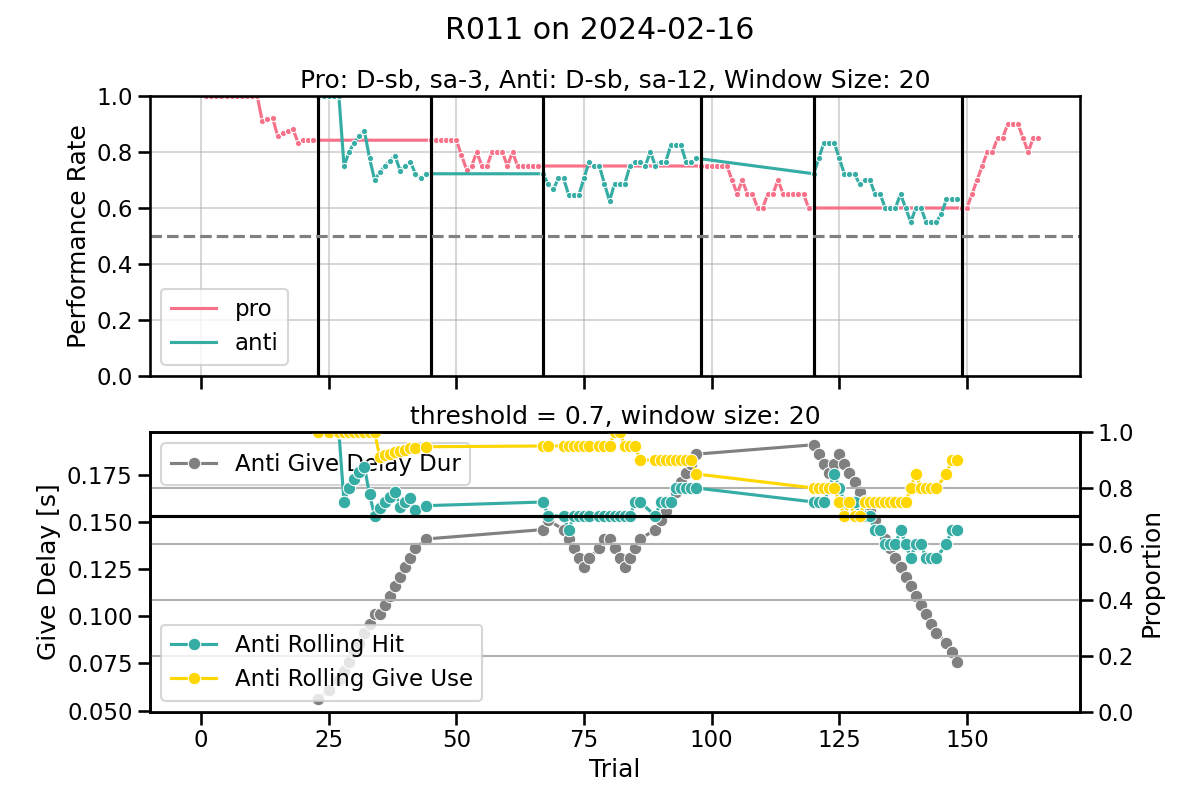 R011 on 2024-02-16
Pro: D-sb, sa-3, Anti: D-sb, sa-12, Window Size: 20
Performance Rate
1.0
0.8
0.6
0.4
0.2
0.0
pro
anti
threshold = 0.7, window size: 20
Give Delay [s]
0.175
0.150
0.125
0.100
0.075
0.050
Anti Give Delay Dur
Anti Rolling Hit
Anti Rolling Give Use
1.0
0.8
0.6
0.4
0.2
0.0
Proportion
0 25 50 75 100 125 150
Trial